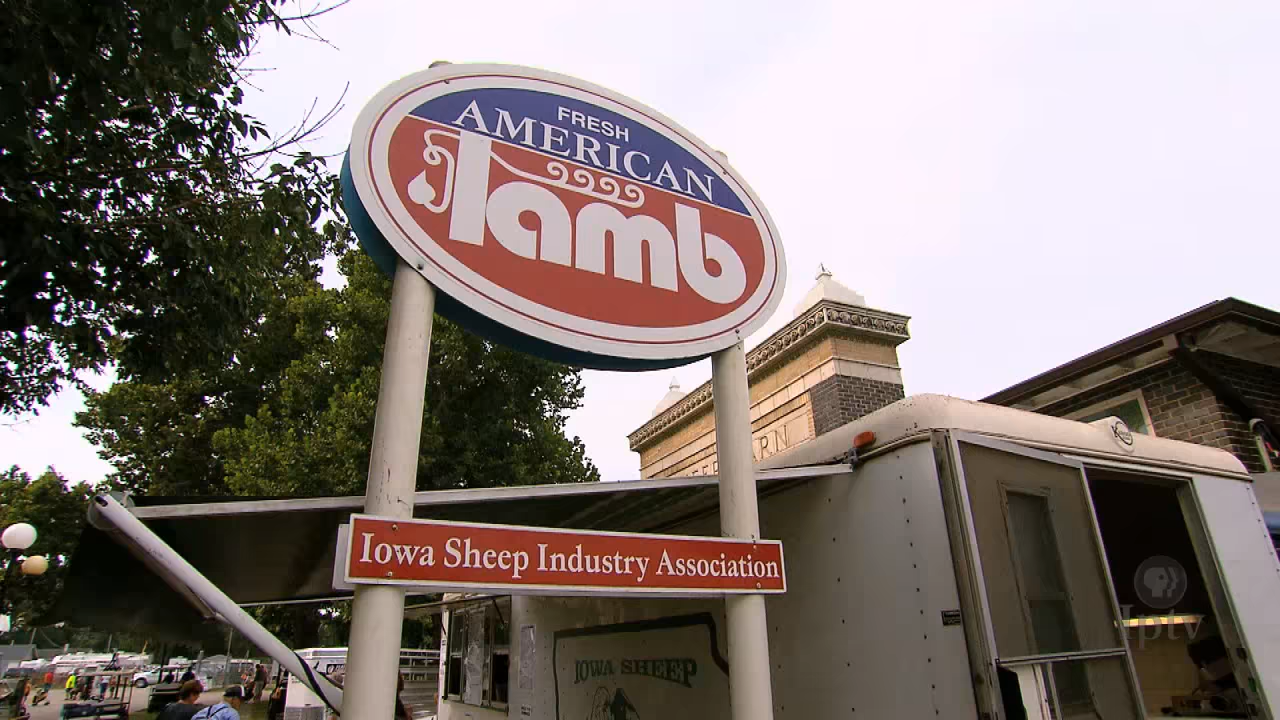 FRESH
AMERICAN
lamb
Iowa Sheep Industry Association
IOWA SHEEP
iptv